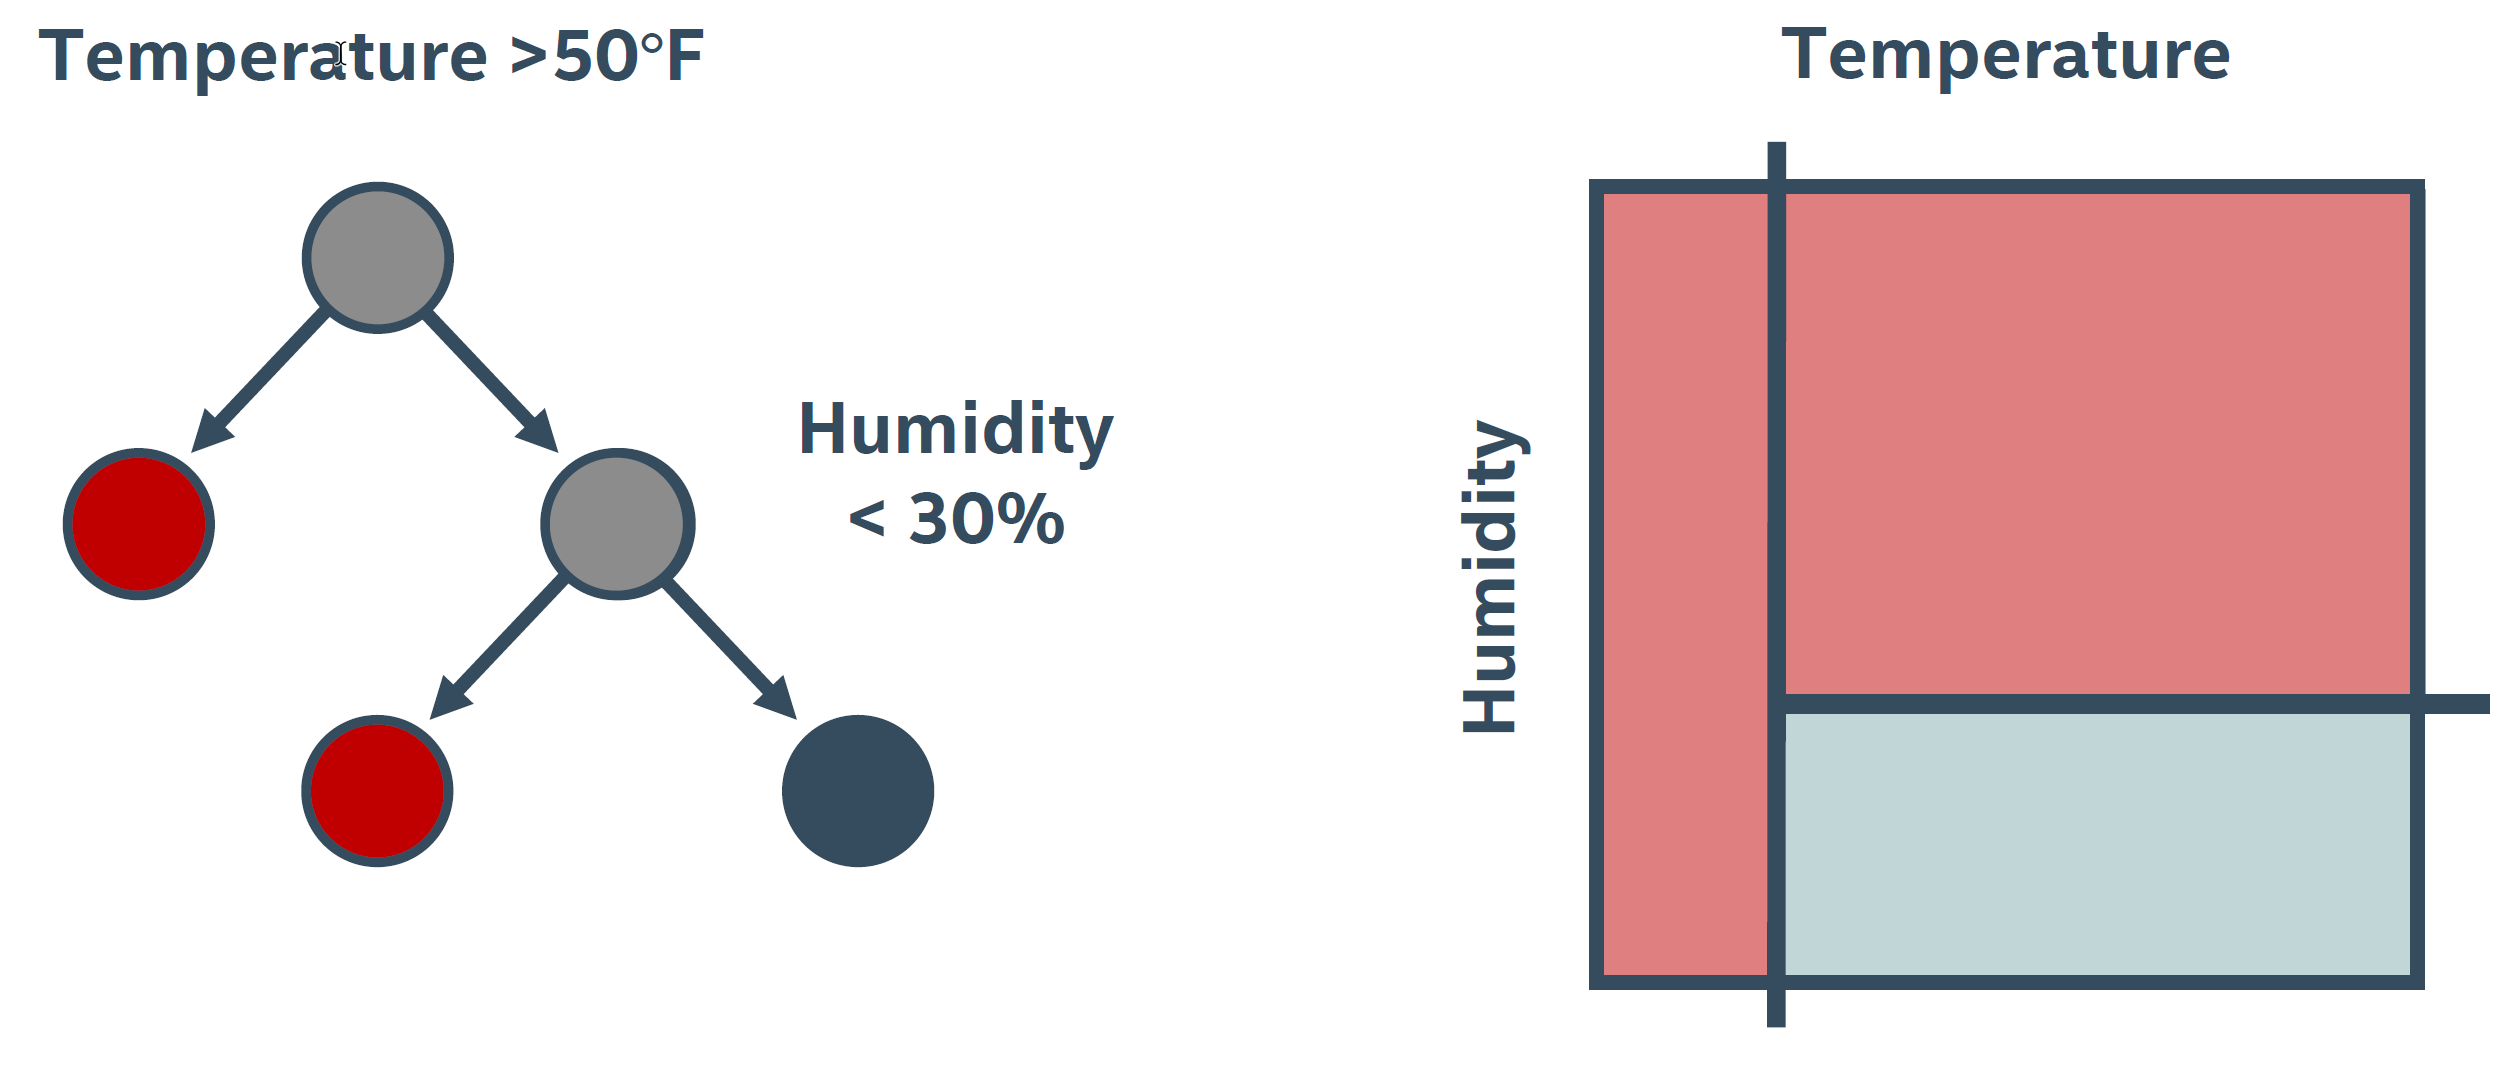 Temperature >50°F
Temperature
Humidity
< 30%
Humidity